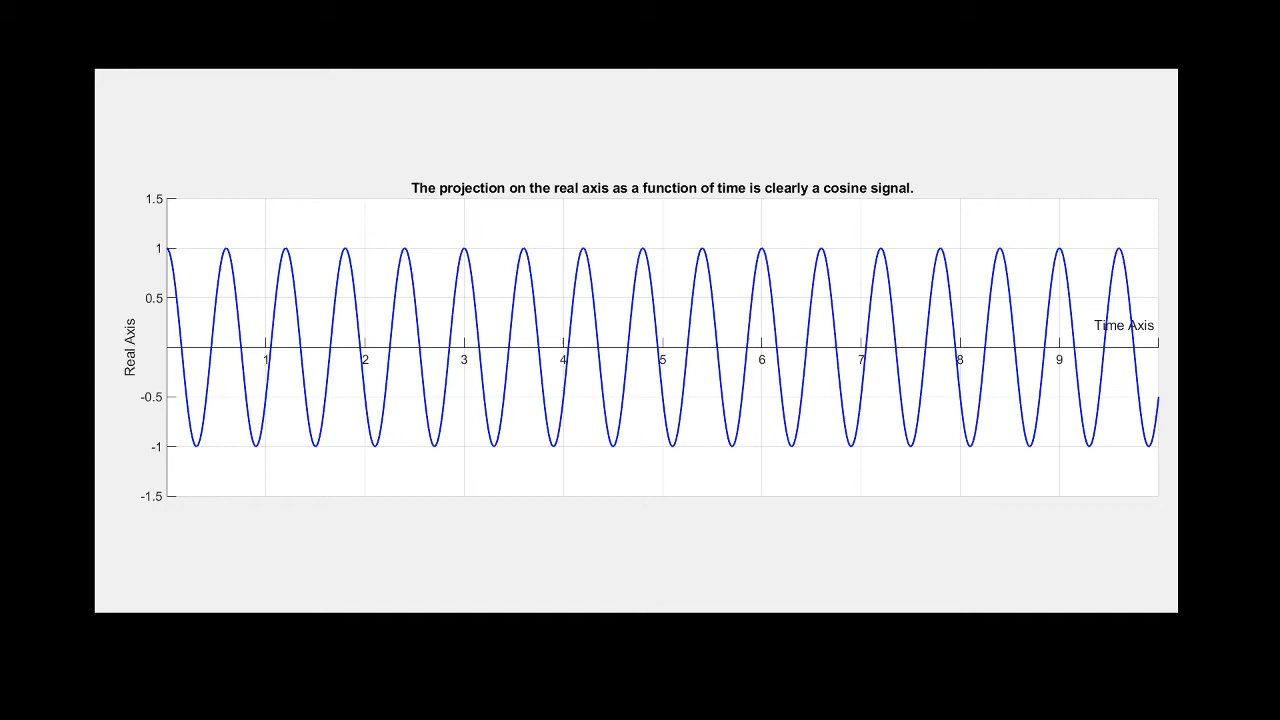 The projection on the real axis as a function of time is clearly a cosine signal.
1.5
1
0.5
Time Axis
Real Axis
1 2 3 4 5 6 7 8 9
-0.5
-1
-1.5